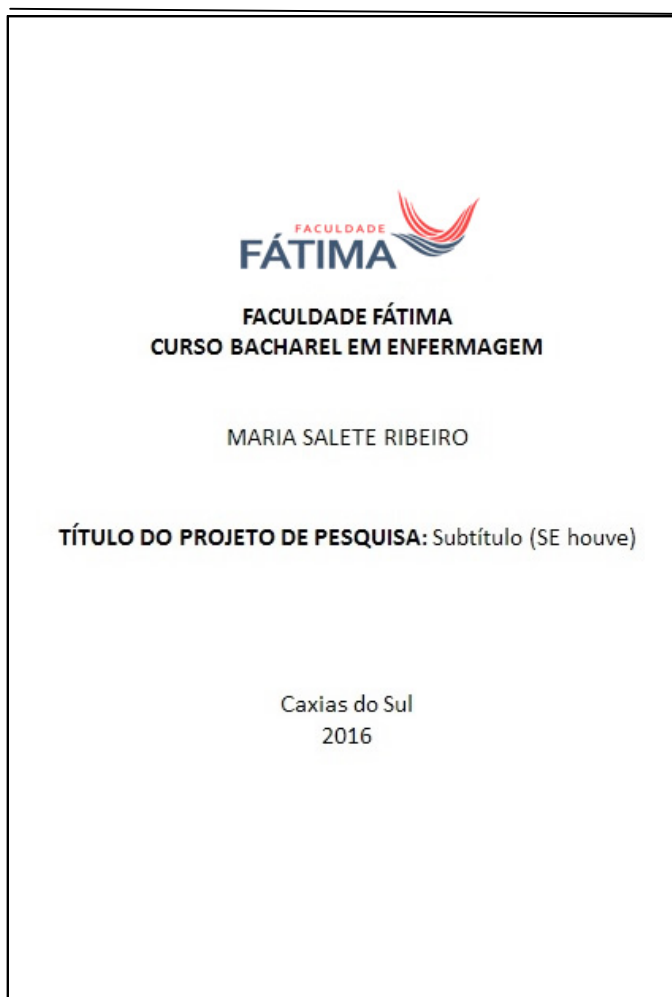 FACULDADE
FÁTIMA
FACULDADE FÁTIMA
CURSO BACHAREL EM ENFERMAGEM
MARIA SALETE RIBEIRO
TÍTULO DO PROJETO DE PESQUISA: Subtítulo (SE houve)
Caxias do Sul
2016